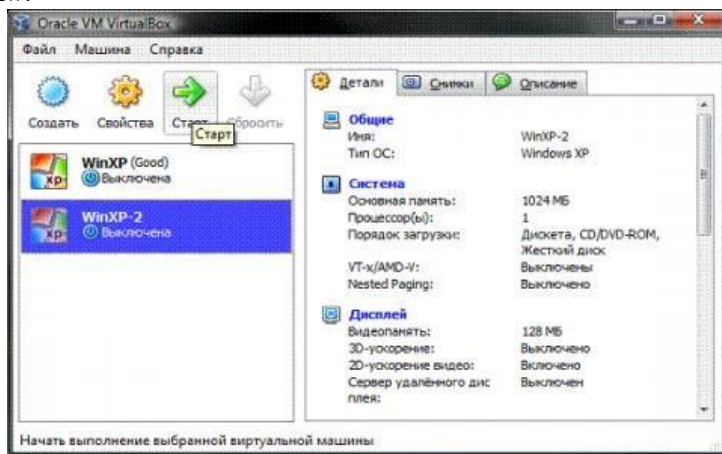 Oracle VM VirtualBox
Файл Машина Справка
Создать Свойства Старт Сбросить
Старт
WinXP (Good)
Выключена
WinXP-2
Выключена
Детали Снимки Описание
Общие
Имя: WinXP-2
Тип ОС: Windows XP
Система
Основная память: 1024 МБ
Процессор(ы): 1
Порядок загрузки: Дискета, CD/DVD-ROM,
Жесткий диск
VT-x/AMD-V: Выключены
Nested Paging: Выключено
Дисплей
Видеопамять: 128 МБ
3D-ускорение: Выключено
2D-ускорение видео: Включено
Сервер удалённого дис Выключен
плея:
Начать выполнение выбранной виртуальной машины